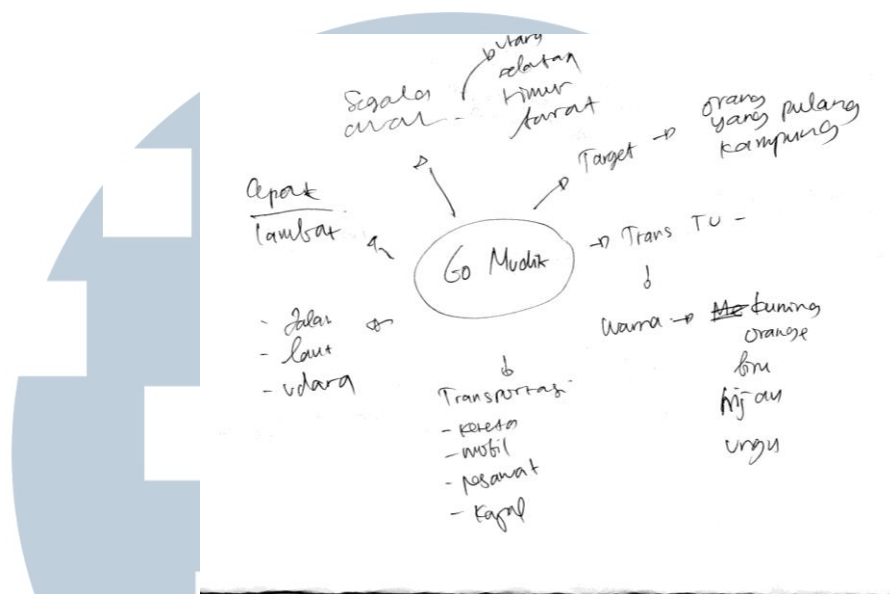 utara
selatan
timur
barat
Segala
arah -
Target → orang
yang pulang
kampung
Cepat
lambat
Go Mudik
Trans TV -
Warna → kuning
orange
biru
hijau
ungu
- Jalan
- laut
- udara
Transportasi
- kereta
- mobil
- pesawat
- Kapal